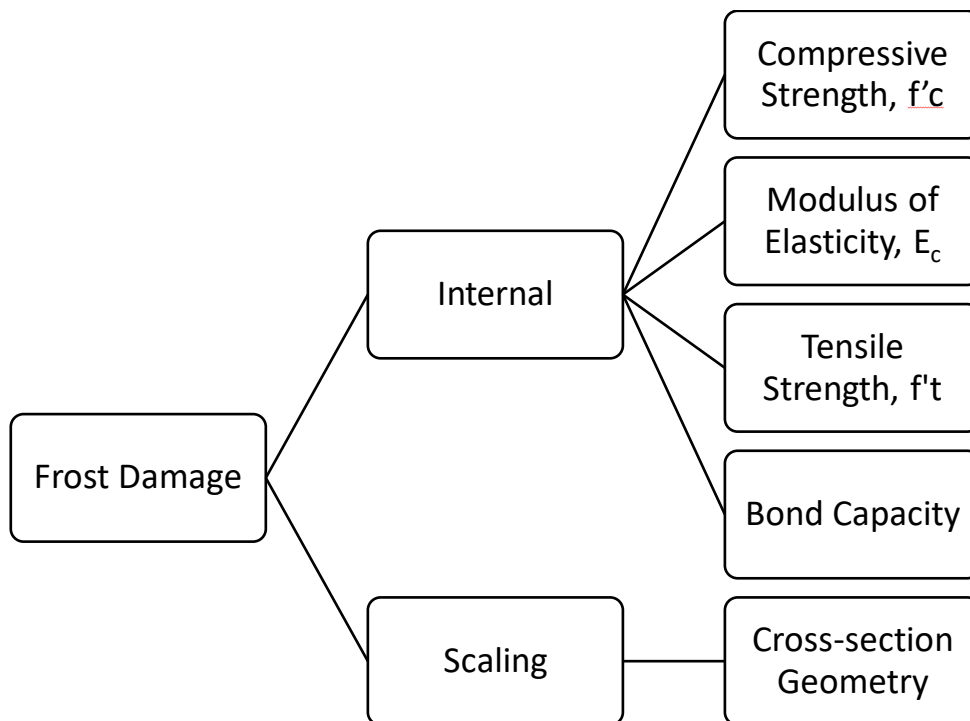 Compressive
Strength, f’c
Modulus of
Elasticity, Ec
Internal
Tensile
Strength, f't
Frost Damage
Bond Capacity
Scaling
Cross-section
Geometry